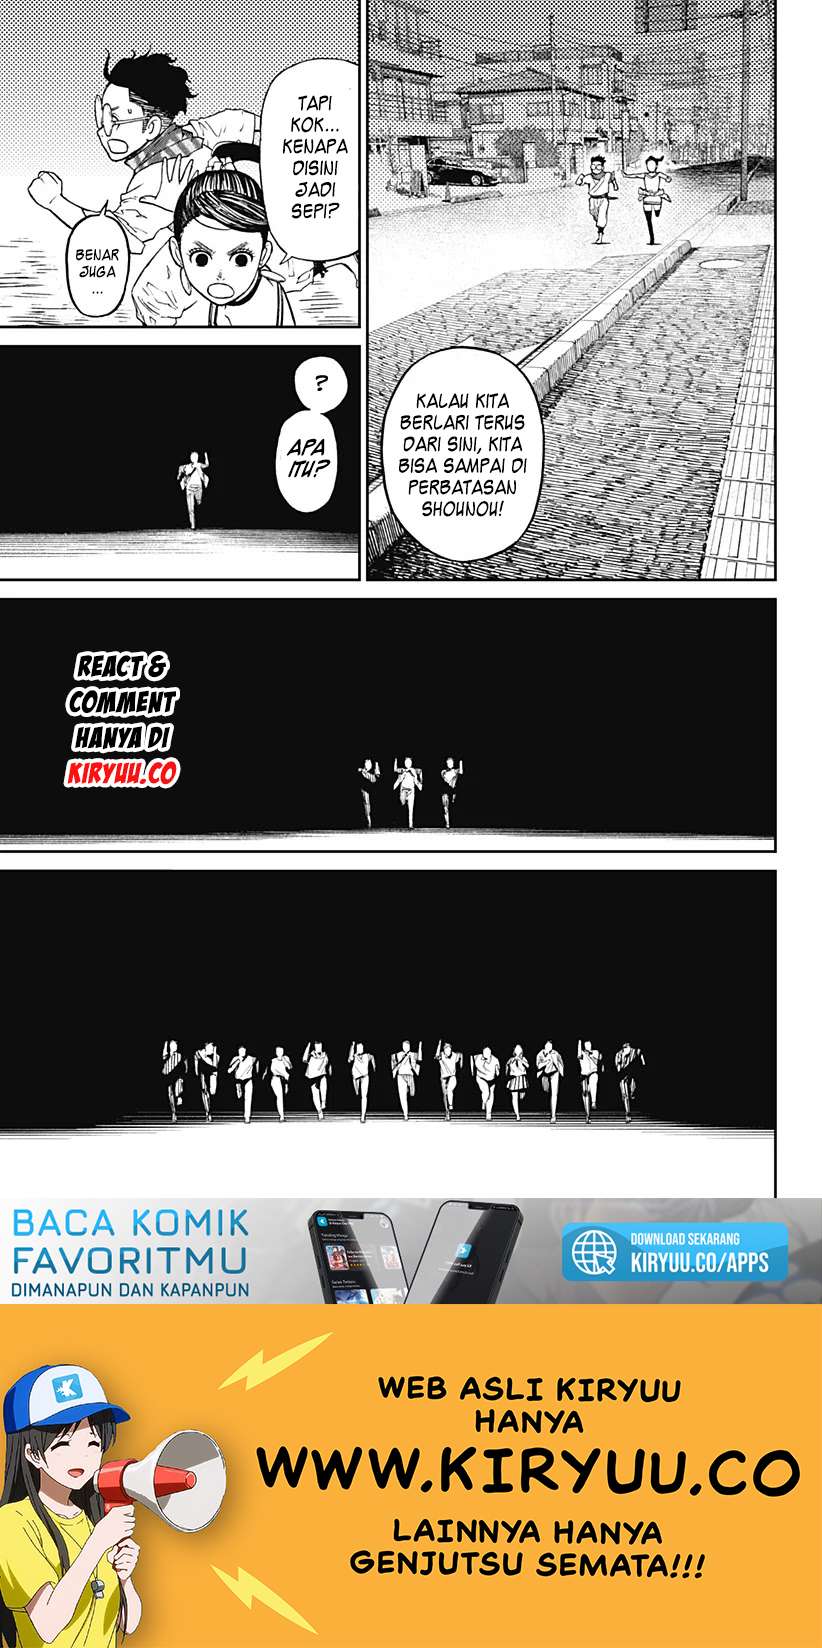 KALAU KITA
BERLARI TERUS
DARI SINI, KITA
BISA SAMPAI DI
PERBATASAN
SHOUNOU!
TAPI
KOK...
KENAPA
DISINI
JADI
SEPI?
BENAR
JUGA
...
?
APA
ITU?
REACT &
COMMENT
HANYA DI
KIRYUU.CO
BACA KOMIK
FAVORITMU
DIMANAPUN DAN KAPANPUN
DOWNLOAD SEKARANG
KIRYUU.CO/APPS
WEB ASLI KIRYUU
HANYA
WWW.KIRYUU.CO
LAINNYA HANYA
GENJUTSU SEMATA!!!